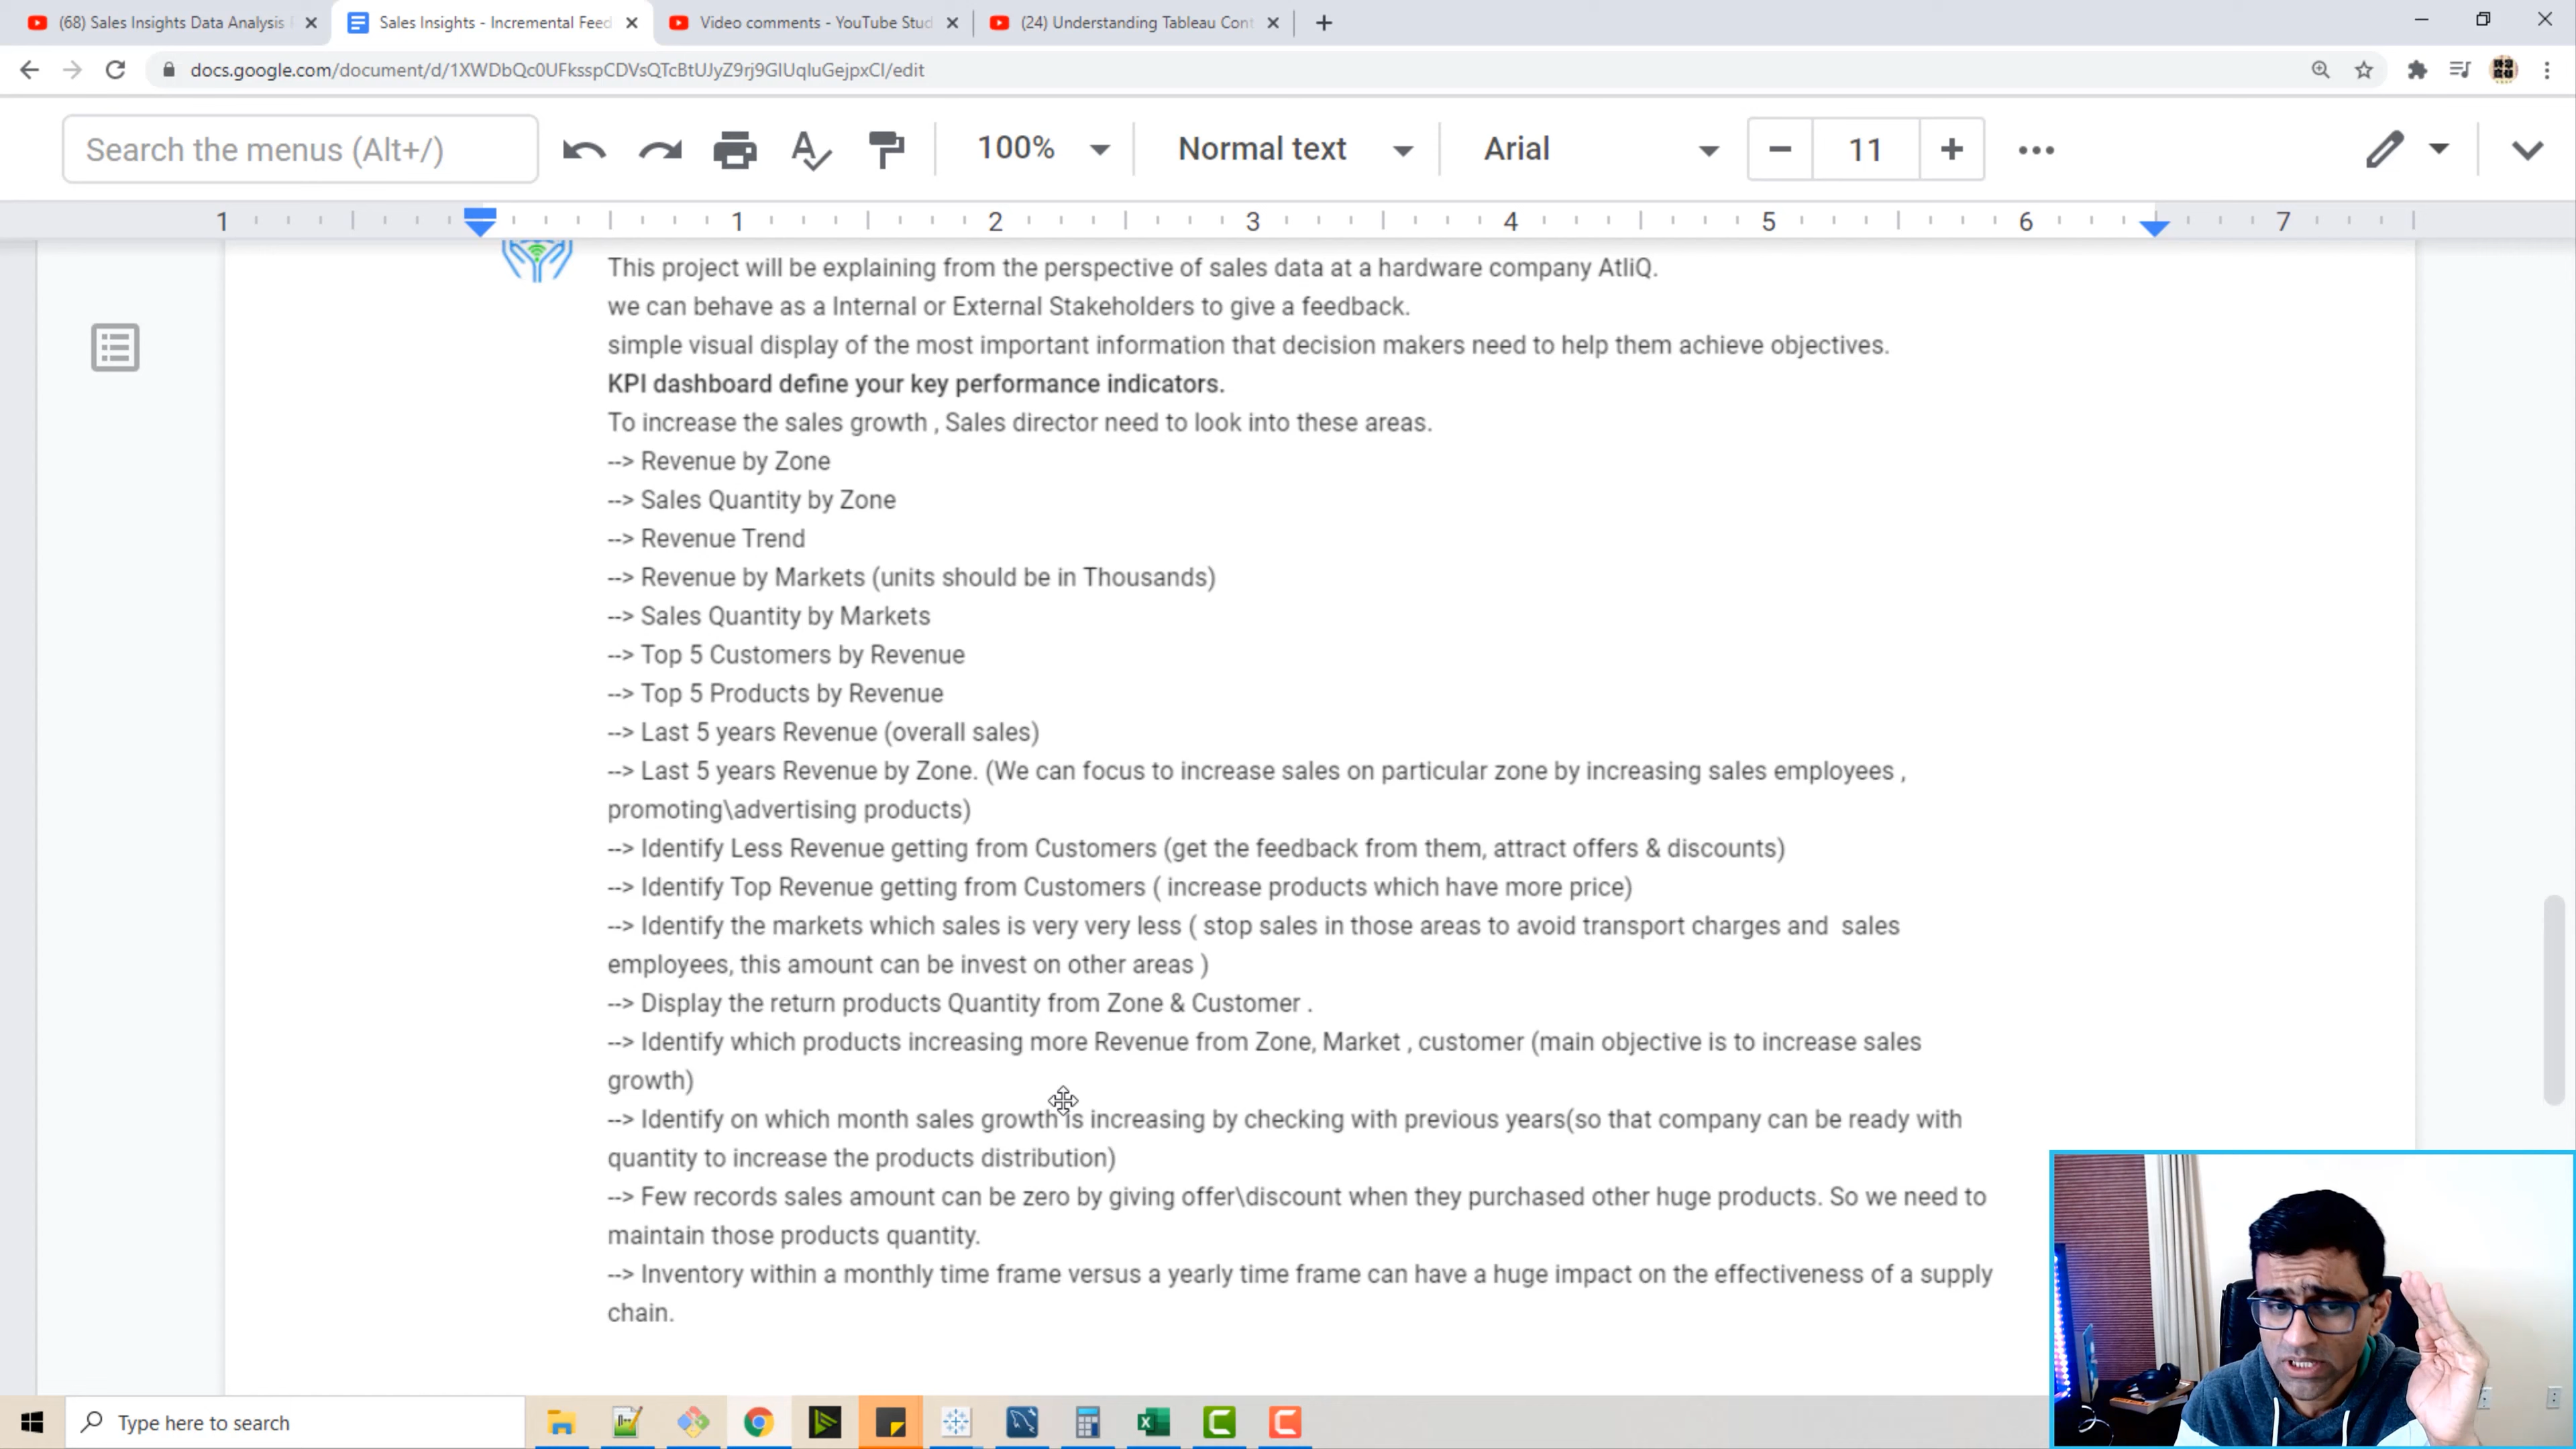 (68) Sales Insights Data Analysis
Sales Insights - Incremental Feed
Video comments - YouTube Stud
(24) Understanding Tableau Cont
docs.google.com/document/d/1XWDbQc0UFksspCDVsQTcBtUJyZ9rj9GIUqIuGejpxCI/edit
Search the menus (Alt+/)
100%
Normal text
Arial
11
1 1 2 3 4 5 6 7
This project will be explaining from the perspective of sales data at a hardware company AtliQ.
we can behave as a Internal or External Stakeholders to give a feedback.
simple visual display of the most important information that decision makers need to help them achieve objectives.
KPI dashboard define your key performance indicators.
To increase the sales growth , Sales director need to look into these areas.
--> Revenue by Zone
--> Sales Quantity by Zone
--> Revenue Trend
--> Revenue by Markets (units should be in Thousands)
--> Sales Quantity by Markets
--> Top 5 Customers by Revenue
--> Top 5 Products by Revenue
--> Last 5 years Revenue (overall sales)
--> Last 5 years Revenue by Zone. (We can focus to increase sales on particular zone by increasing sales employees ,
promoting\advertising products)
--> Identify Less Revenue getting from Customers (get the feedback from them, attract offers & discounts)
--> Identify Top Revenue getting from Customers ( increase products which have more price)
--> Identify the markets which sales is very very less ( stop sales in those areas to avoid transport charges and  sales
employees, this amount can be invest on other areas )
--> Display the return products Quantity from Zone & Customer .
--> Identify which products increasing more Revenue from Zone, Market , customer (main objective is to increase sales
growth)
--> Identify on which month sales growth is increasing by checking with previous years(so that company can be ready with
quantity to increase the products distribution)
--> Few records sales amount can be zero by giving offer\discount when they purchased other huge products. So we need to
maintain those products quantity.
--> Inventory within a monthly time frame versus a yearly time frame can have a huge impact on the effectiveness of a supply
chain.
Type here to search